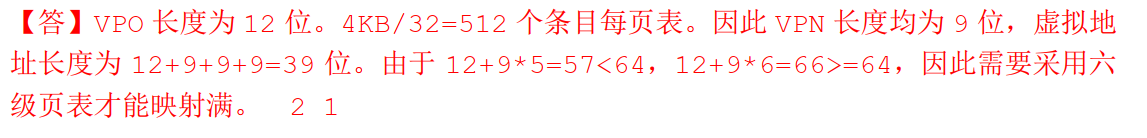 【答】VPO 长度为 12 位。4KB/32=512 个条目每页表。因此 VPN 长度均为 9 位，虚拟地
址长度为 12+9+9+9=39 位。由于 12+9*5=57<64，12+9*6=66>=64，因此需要采用六
级页表才能映射满。 2 1